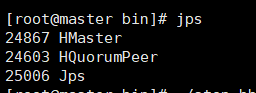 [root@master bin]# jps
24867 HMaster
24603 HQuorumPeer
25006 Jps